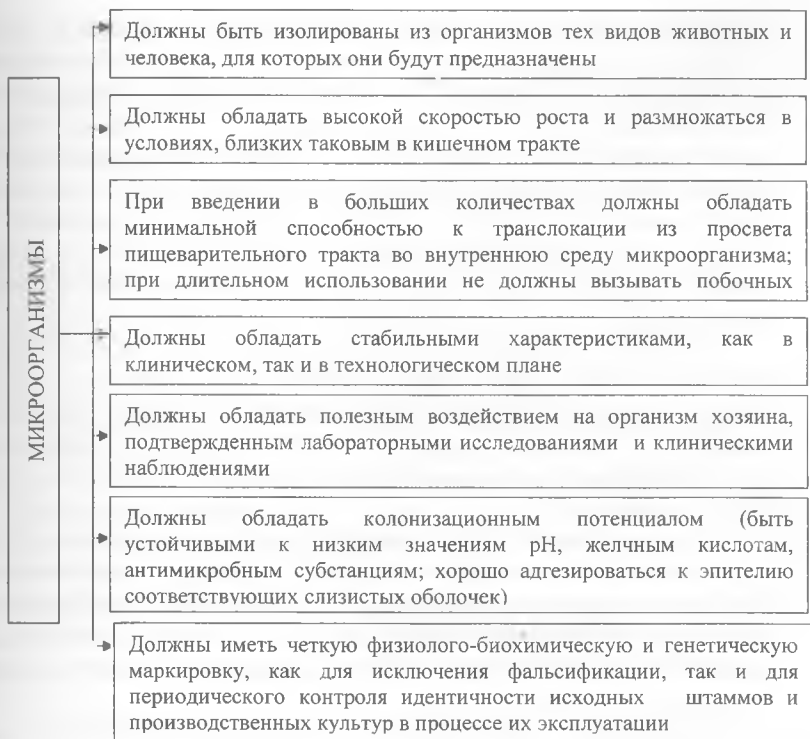 МИКРООРГАНИЗМЫ
Должны быть изолированы из организмов тех видов животных и
человека, для которых они будут предназначены
Должны обладать высокой скоростью роста и размножаться в
условиях, близких таковым в кишечном тракте
При введении в больших количествах должны обладать
минимальной способностью к транслокации из просвета
пищеварительного тракта во внутреннюю среду микроорганизма;
при длительном использовании не должны вызывать побочных
Должны обладать стабильными характеристиками, как в
клиническом, так и в технологическом плане
Должны обладать полезным воздействием на организм хозяина,
подтвержденным лабораторными исследованиями и клиническими
наблюдениями
Должны обладать колонизационным потенциалом (быть
устойчивыми к низким значениям pH, желчным кислотам,
антимикробным субстанциям; хорошо адгезироваться к эпителию
соответствующих слизистых оболочек)
Должны иметь четкую физиолого-биохимическую и генетическую
маркировку, как для исключения фальсификации, так и для
периодического контроля идентичности исходных штаммов и
производственных культур в процессе их эксплуатации